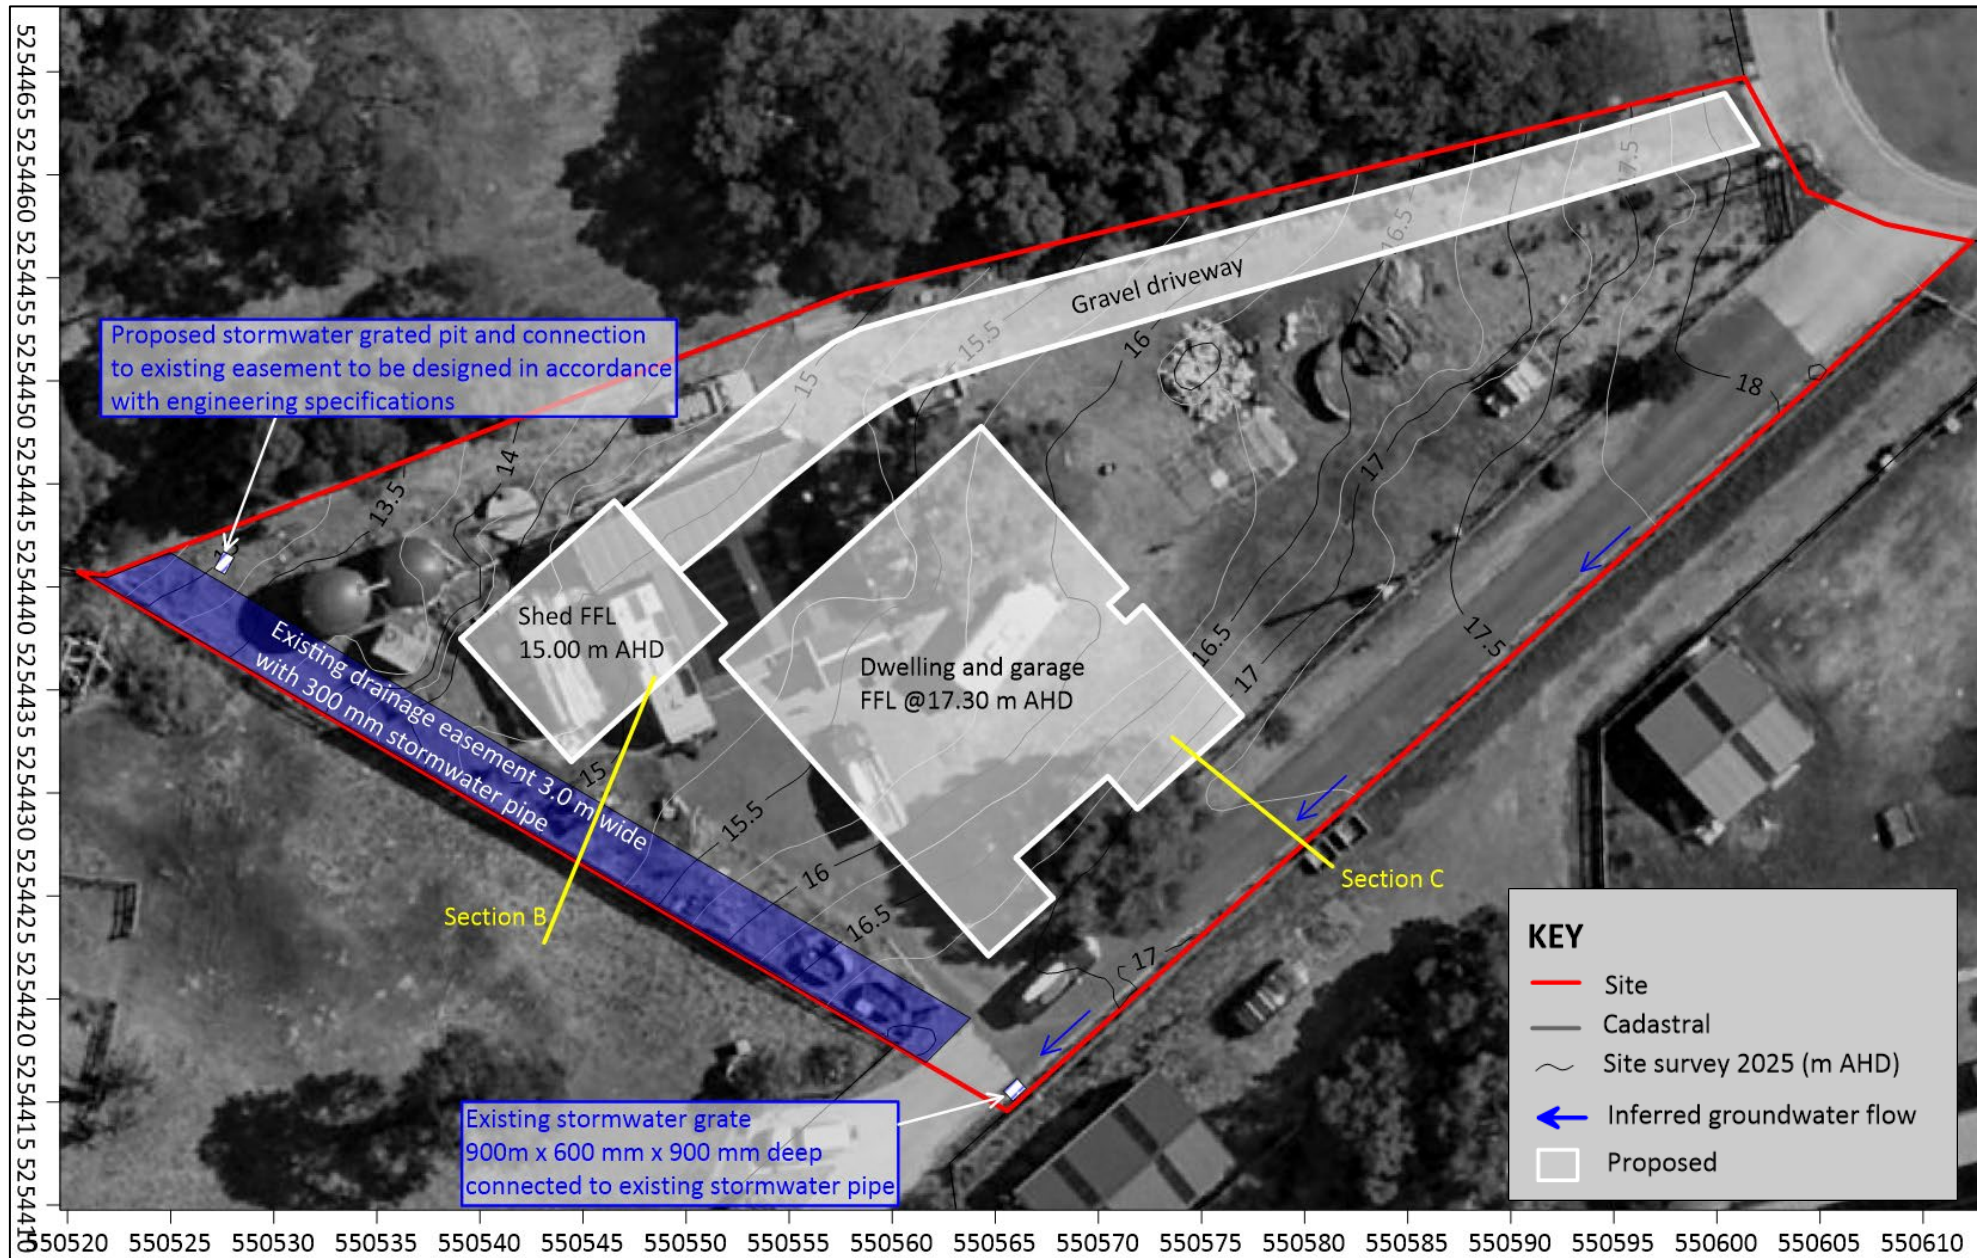 5254465
5254460
5254455
5254450
5254445
5254440
5254435
5254430
5254425
5254420
5254415
5254410
Proposed stormwater grated pit and connection
to existing easement to be designed in accordance
with engineering specifications
Gravel driveway
17.5
16.5
16
15.5
15
14
13.5
18
17
17.5
16.5
17
Shed FFL
15.00 m AHD
Dwelling and garage
FFL @17.30 m AHD
Existing drainage easement 3.0 m wide
with 300 mm stormwater pipe
15
15.5
16
16.5
17
Section B
Section C
Existing stormwater grate
900m x 600 mm x 900 mm deep
connected to existing stormwater pipe
KEY
Site
Cadastral
Site survey 2025 (m AHD)
Inferred groundwater flow
Proposed
550520 550525 550530 550535 550540 550545 550550 550555 550560 550565 550570 550575 550580 550585 550590 550595 550600 550605 550610